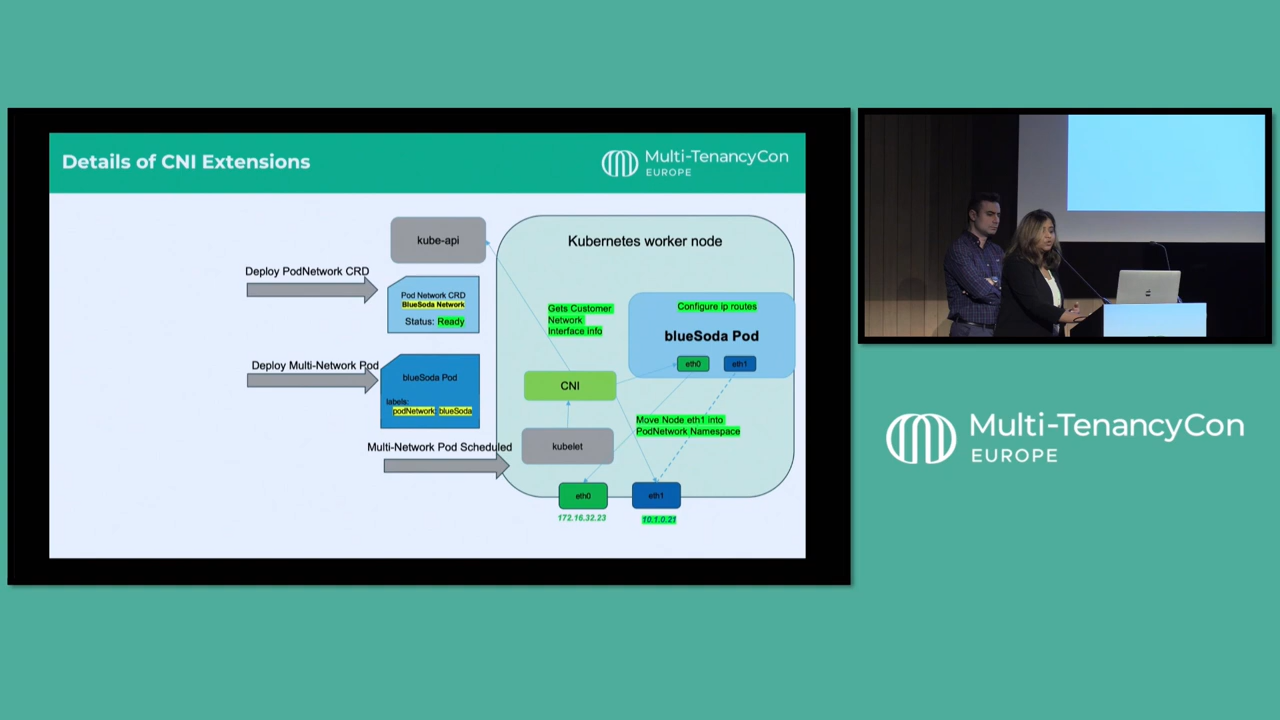 Details of CNI Extensions
Multi-TenancyCon
EUROPE
kube-api
Kubernetes worker node
Deploy PodNetwork CRD
Pod Network CRD
BlueSoda Network
Status: Ready
Gets Customer
Network
Interface info
Configure ip routes
blueSoda Pod
eth0
eth1
Deploy Multi-Network Pod
blueSoda Pod
labels:
podNetwork: blueSoda
CNI
Move Node eth1 into
PodNetwork Namespace
Multi-Network Pod Scheduled
kubelet
eth0
eth1
172.16.32.23
10.1.0.21
Multi-TenancyCon
EUROPE